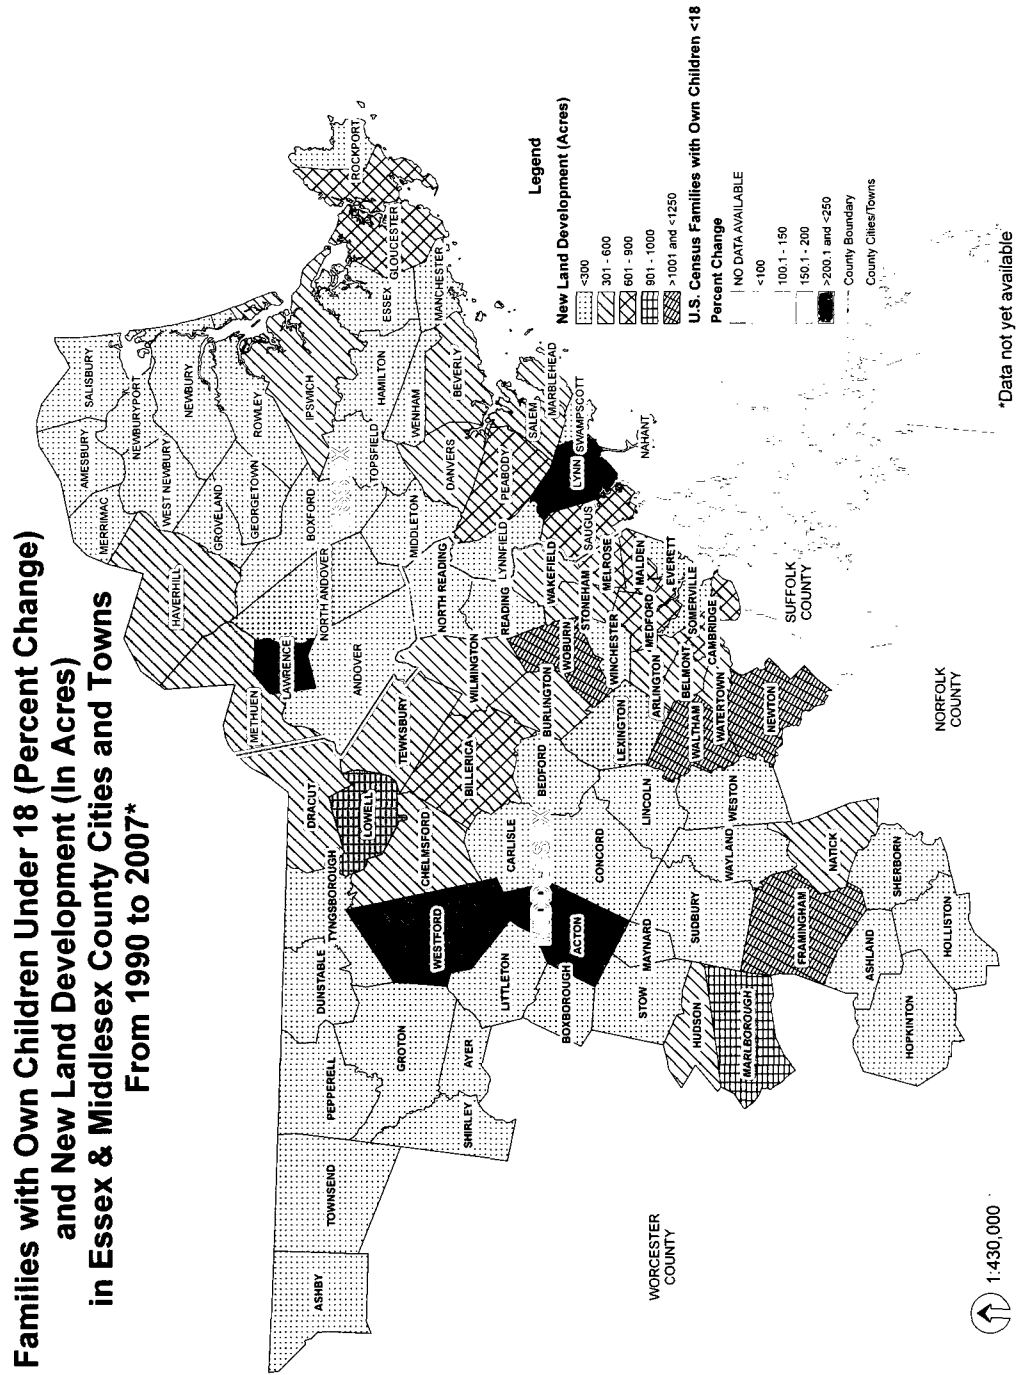 Families with Own Children Under 18 (Percent Change)
and New Land Development (In Acres)
in Essex & Middlesex County Cities and Towns
From 1990 to 2007*
SALISBURY
AMESBURY
MERRIMAC
NEWBURYPORT
WEST NEWBURY
NEWBURY
HAVERHILL
GROVELAND
ROWLEY
GEORGETOWN
IPSWICH
ROCKPORT
METHUEN
LAWRENCE
BOXFORD
NORTH ANDOVER
TOPSFIELD
HAMILTON
ESSEX
GLOUCESTER
ANDOVER
MIDDLETON
WENHAM
MANCHESTER
DANVERS
BEVERLY
NORTH READING
LYNNFIELD
PEABODY
SALEM
MARBLEHEAD
LYNN
SWAMPSCOTT
NAHANT
SAUGUS
READING
WAKEFIELD
STONEHAM
MELROSE
MALDEN
EVERETT
MEDFORD
SOMERVILLE
CAMBRIDGE
WINCHESTER
WOBURN
WILMINGTON
BURLINGTON
ARLINGTON
BELMONT
WATERTOWN
WALTHAM
NEWTON
LEXINGTON
TEWKSBURY
BILLERICA
BEDFORD
LINCOLN
WESTON
DRACUT
LOWELL
CHELMSFORD
CARLISLE
CONCORD
WAYLAND
NATICK
SHERBORN
TYNGSBOROUGH
WESTFORD
ACTON
MAYNARD
SUDBURY
FRAMINGHAM
ASHLAND
HOLLISTON
DUNSTABLE
LITTLETON
BOXBOROUGH
STOW
HUDSON
MARLBOROUGH
HOPKINTON
PEPPERELL
GROTON
AYER
SHIRLEY
TOWNSEND
ASHBY
SUFFOLK
COUNTY
NORFOLK
COUNTY
WORCESTER
COUNTY
Legend
New Land Development (Acres)
<300
301 - 600
601 - 900
901 - 1000
>1001 and <1250
U.S. Census Families with Own Children <18
Percent Change
NO DATA AVAILABLE
<100
100.1 - 150
150.1 - 200
>200.1 and <250
County Boundary
County Cities/Towns
1:430,000
*Data not yet available